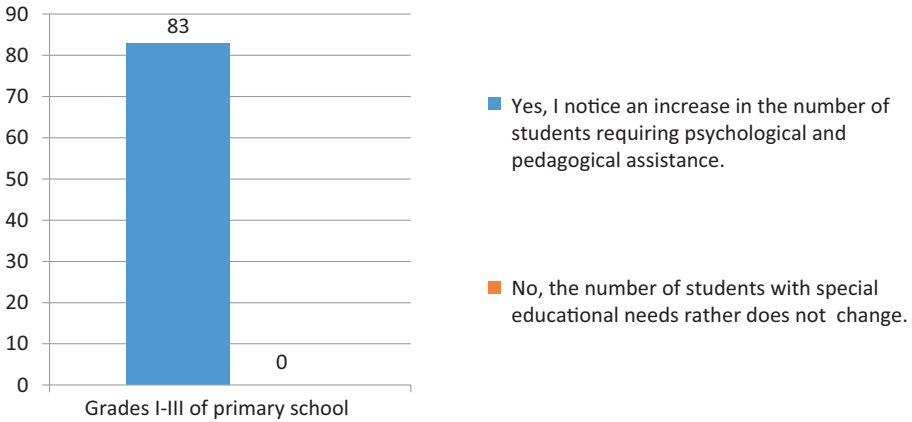 90
83
80
70
60
50
40
30
20
10
0
0
Grades I-III of primary school
Yes, I notice an increase in the number of
students requiring psychological and
pedagogical assistance.
No, the number of students with special
educational needs rather does not change.